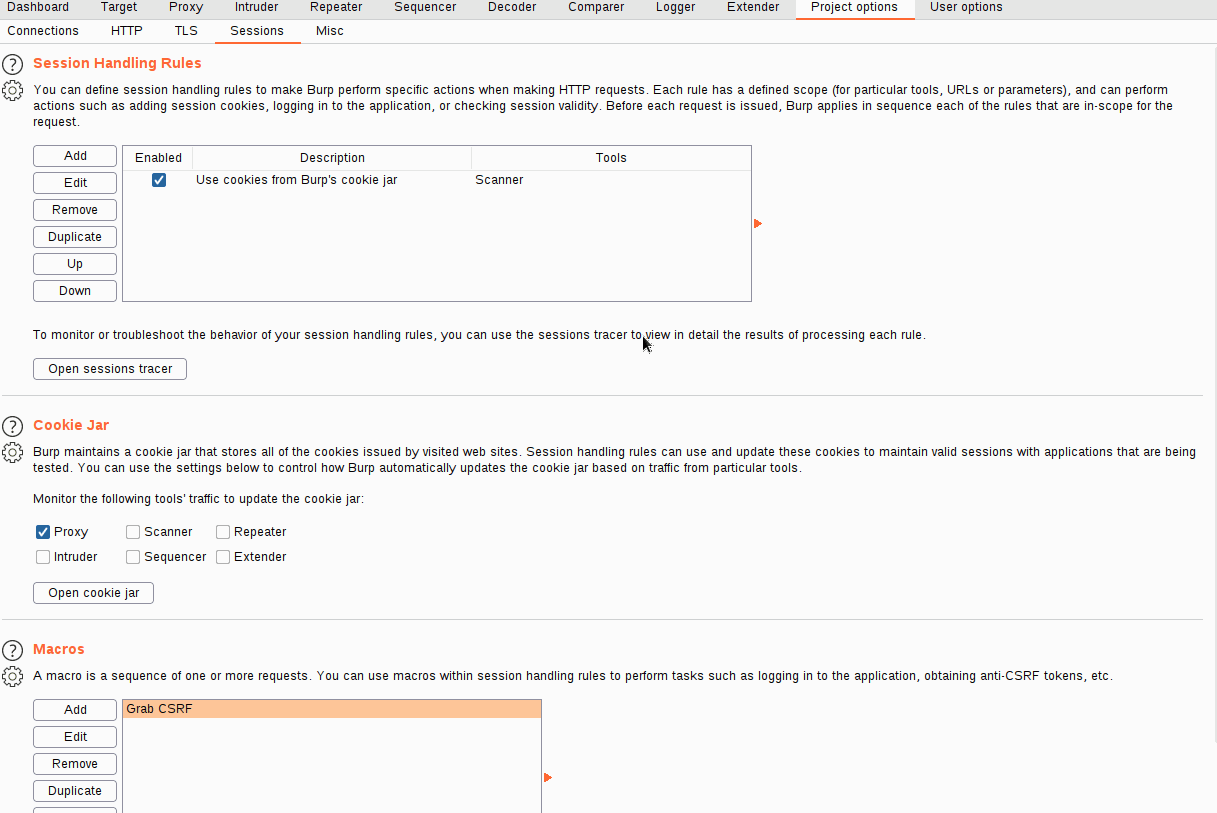 Dashboard Target Proxy Intruder Repeater Sequencer Decoder Comparer Logger Extender Project options User options
Connections HTTP TLS Sessions Misc
? Session Handling Rules
You can define session handling rules to make Burp perform specific actions when making HTTP requests. Each rule has a defined scope (for particular tools, URLs or parameters), and can perform
actions such as adding session cookies, logging in to the application, or checking session validity. Before each request is issued, Burp applies in sequence each of the rules that are in-scope for the
request.
Add Enabled Description Tools
Edit Use cookies from Burp's cookie jar Scanner
Remove
Duplicate
Up
Down
To monitor or troubleshoot the behavior of your session handling rules, you can use the sessions tracer to view in detail the results of processing each rule.
Open sessions tracer
? Cookie Jar
Burp maintains a cookie jar that stores all of the cookies issued by visited web sites. Session handling rules can use and update these cookies to maintain valid sessions with applications that are being
tested. You can use the settings below to control how Burp automatically updates the cookie jar based on traffic from particular tools.
Monitor the following tools' traffic to update the cookie jar:
Proxy Scanner Repeater
Intruder Sequencer Extender
Open cookie jar
? Macros
A macro is a sequence of one or more requests. You can use macros within session handling rules to perform tasks such as logging in to the application, obtaining anti-CSRF tokens, etc.
Add Grab CSRF
Edit
Remove
Duplicate